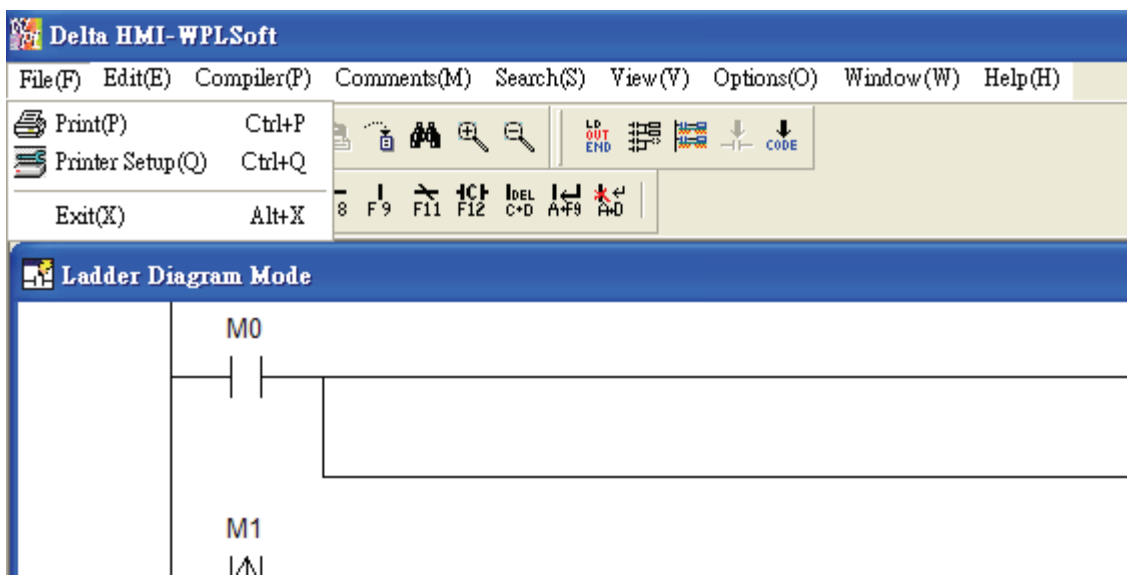 Delta HMI-WPLSoft
File(F) Edit(E) Compiler(P) Comments(M) Search(S) View(V) Options(O) Window(W) Help(H)
Print(P) Ctrl+P
Printer Setup(Q) Ctrl+Q
LD OUT END CODE
Exit(X) Alt+X
8 F9 F11 F12 DEL C+D A+F9 A+D
Ladder Diagram Mode
M0
M1